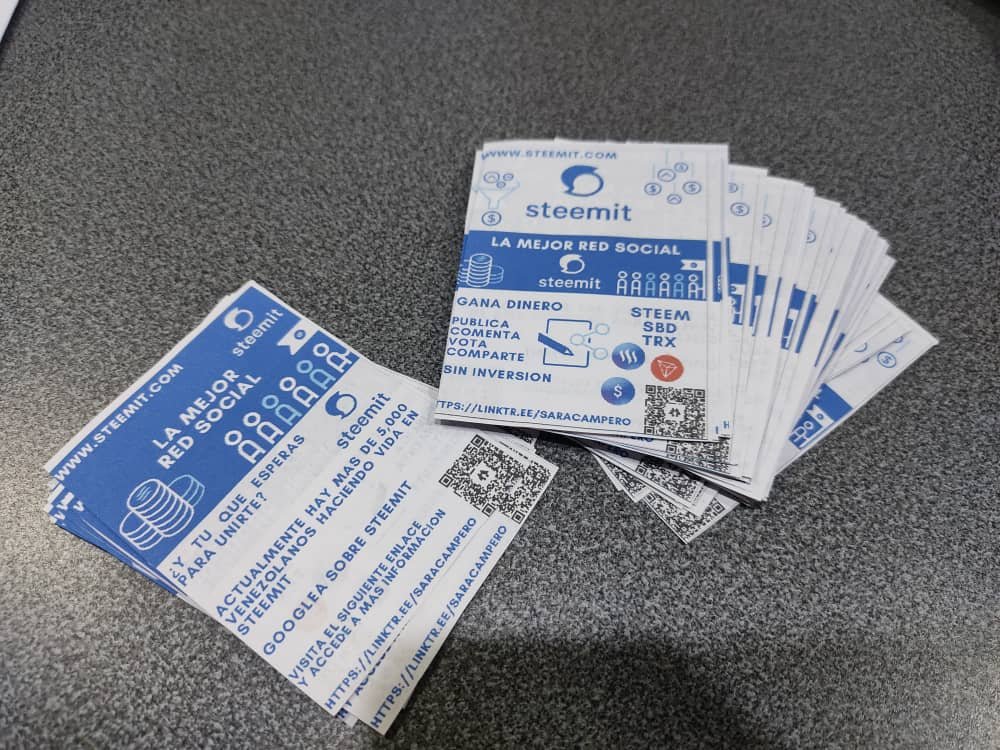 WWW.STEEMIT.COM
steemit
LA MEJOR RED SOCIAL
steemit
GANA DINERO
PUBLICA
COMENTA
VOTA
COMPARTE
SIN INVERSION
STEEM
SBD
TRX
TTPS://LINKTR.EE/SARACAMPERO
WWW.STEEMIT.COM
steemit
LA MEJOR
RED SOCIAL
¿Y TU QUE ESPERAS
PARA UNIRTE?
steemit
ACTUALMENTE HAY MAS DE 5,000
VENEZOLANOS HACIENDO VIDA EN
STEEMIT
GOOGLEA SOBRE STEEMIT
VISITA EL SIGUIENTE ENLACE
Y ACCEDE A MAS INFORMACION
HTTPS://LINKTR.EE/SARACAMPERO
HTTPS://LINKTR.EE/SARACAMPERO